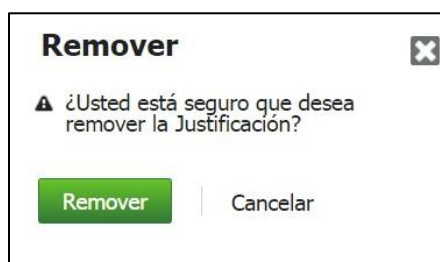 Remover
¿Usted está seguro que desea
remover la Justificación?
Remover
Cancelar